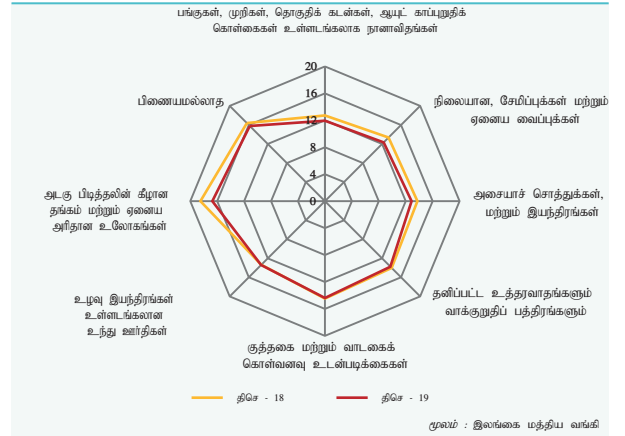 பங்குகள், முறிகள், தொகுதிக் கடன்கள், ஆயுட் காப்புறுதிக்
கொள்கைகள் உள்ளடங்கலாக நானாவிதங்கள்
20
16
12
8
4
0
நிலையான, சேமிப்புக்கள் மற்றும்
ஏனைய வைப்புக்கள்
அசையாச் சொத்துக்கள்,
மற்றும் இயந்திரங்கள்
தனிப்பட்ட உத்தரவாதங்களும்
வாக்குறுதிப் பத்திரங்களும்
குத்தகை மற்றும் வாடகைக்
கொள்வனவு உடன்படிக்கைகள்
உழவு இயந்திரங்கள்
உள்ளடங்கலான
உந்து ஊர்திகள்
அடகு பிடித்தலின் கீழான
தங்கம் மற்றும் ஏனைய
அரிதான உலோகங்கள்
பிணையமல்லாத
திசெ - 18
திசெ - 19
மூலம் : இலங்கை மத்திய வங்கி